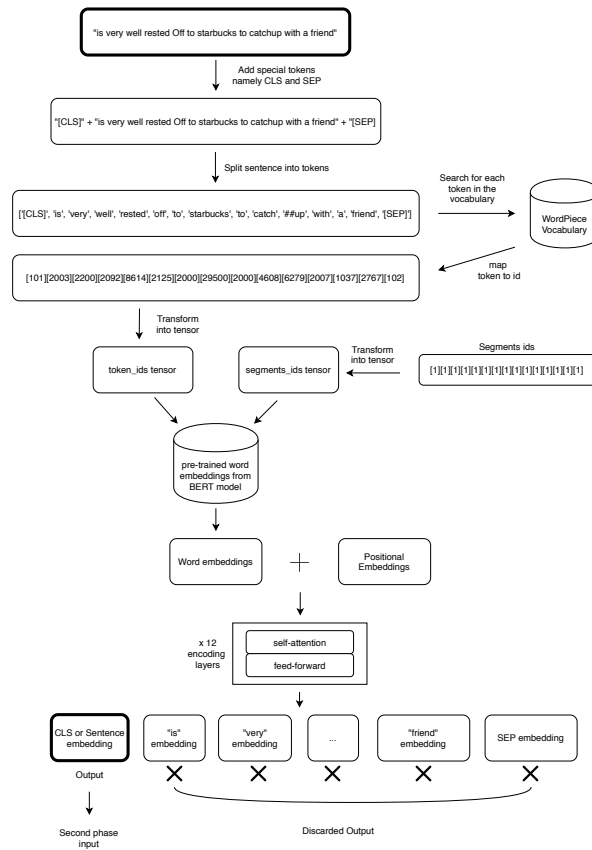 "is very well rested Off to starbucks to catchup with a friend"
Add special tokens
namely CLS and SEP
"[CLS]" + "is very well rested Off to starbucks to catchup with a friend" + "[SEP]
Split sentence into tokens
['[CLS]', 'is', 'very', 'well', 'rested', 'off', 'to', 'starbucks', 'to', 'catch', '##up', 'with', 'a', 'friend', '[SEP]']
Search for each
token in the
vocabulary
WordPiece
Vocabulary
map
token to id
[101][2003][2200][2092][8614][2125][2000][29500][2000][4608][6279][2007][1037][2767][102]
Transform
into tensor
token_ids tensor
segments_ids tensor
Transform
into tensor
Segments ids
[1][1][1][1][1][1][1][1][1][1][1][1][1][1][1]
pre-trained word
embeddings from
BERT model
Word embeddings
Positional
Embeddings
x 12
encoding
layers
self-attention
feed-forward
CLS or Sentence
embedding
"is"
embedding
"very"
embedding
...
"friend"
embedding
SEP embedding
Output
Second phase
input
Discarded Output